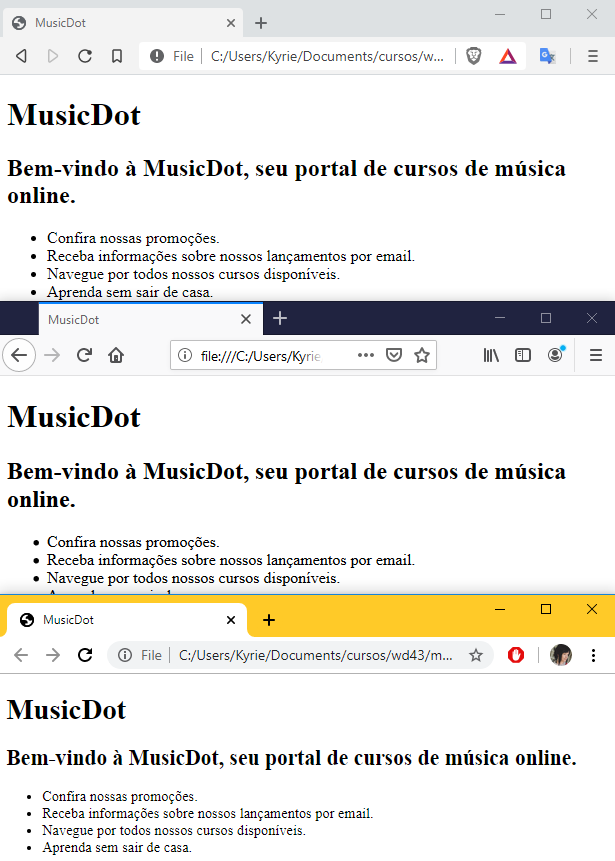 MusicDot
File C:/Users/Kyrie/Documents/cursos/w...
MusicDot
Bem-vindo à MusicDot, seu portal de cursos de música
online.
Confira nossas promoções.
Receba informações sobre nossos lançamentos por email.
Navegue por todos nossos cursos disponíveis.
Aprenda sem sair de casa.
MusicDot
file:///C:/Users/Kyrie
MusicDot
Bem-vindo à MusicDot, seu portal de cursos de música
online.
Confira nossas promoções.
Receba informações sobre nossos lançamentos por email.
Navegue por todos nossos cursos disponíveis.
MusicDot
File C:/Users/Kyrie/Documents/cursos/wd43/m...
MusicDot
Bem-vindo à MusicDot, seu portal de cursos de música online.
Confira nossas promoções.
Receba informações sobre nossos lançamentos por email.
Navegue por todos nossos cursos disponíveis.
Aprenda sem sair de casa.